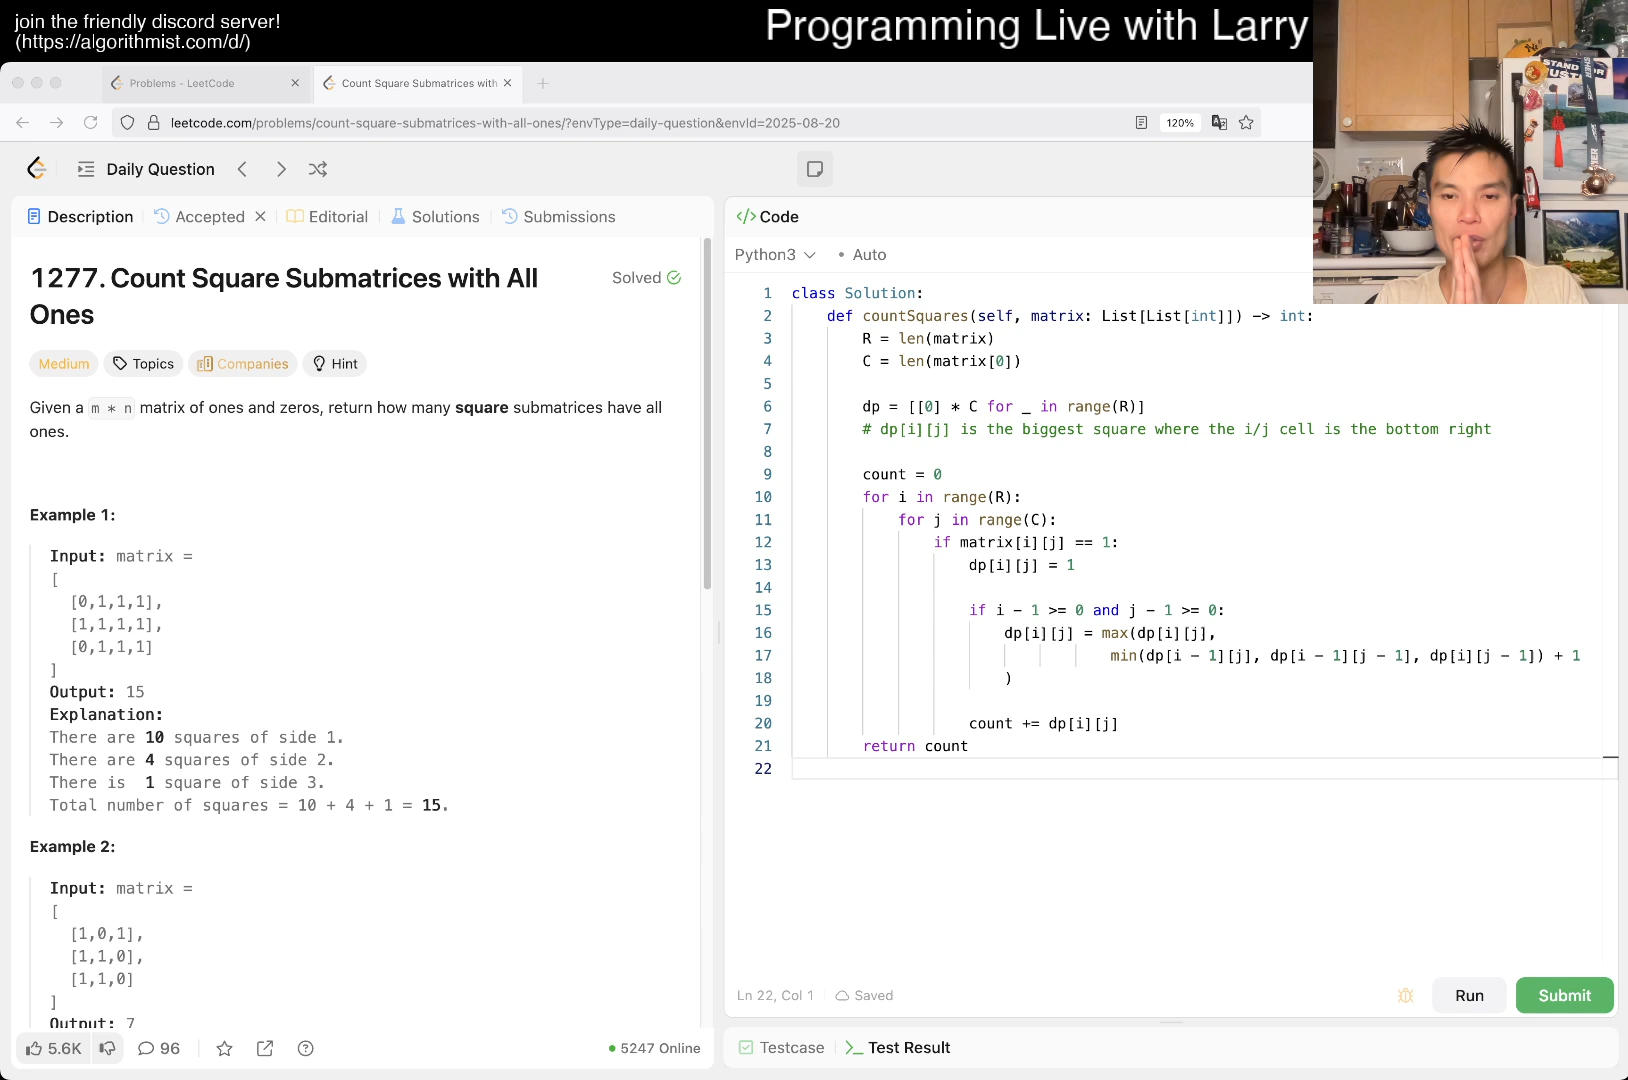 join the friendly discord server!
(https://algorithmist.com/d/)
Programming Live with Larry
Problems - LeetCode
Count Square Submatrices with
leetcode.com/problems/count-square-submatrices-with-all-ones/?envType=daily-question&envId=2025-08-20
120%
Daily Question
Description
Accepted
Editorial
Solutions
Submissions
1277. Count Square Submatrices with All
Ones
Solved
Medium
Topics
Companies
Hint
Given a m * n matrix of ones and zeros, return how many square submatrices have all
ones.
Example 1:
Input: matrix =
[
[0,1,1,1],
[1,1,1,1],
[0,1,1,1]
]
Output: 15
Explanation:
There are 10 squares of side 1.
There are 4 squares of side 2.
There is 1 square of side 3.
Total number of squares = 10 + 4 + 1 = 15.
Example 2:
Input: matrix =
[
[1,0,1],
[1,1,0],
[1,1,0]
]
Output: 7
5.6K
96
5247 Online
</> Code
Python3
Auto
1 class Solution:
2 def countSquares(self, matrix: List[List[int]]) -> int:
3 R = len(matrix)
4 C = len(matrix[0])
5
6 dp = [[0] * C for _ in range(R)]
7 # dp[i][j] is the biggest square where the i/j cell is the bottom right
8
9 count = 0
10 for i in range(R):
11 for j in range(C):
12 if matrix[i][j] == 1:
13 dp[i][j] = 1
14
15 if i - 1 >= 0 and j - 1 >= 0:
16 dp[i][j] = max(dp[i][j],
17 min(dp[i - 1][j], dp[i - 1][j - 1], dp[i][j - 1]) + 1
18 )
19
20 count += dp[i][j]
21 return count
22
Ln 22, Col 1
Saved
Run
Submit
Testcase
Test Result
STAND